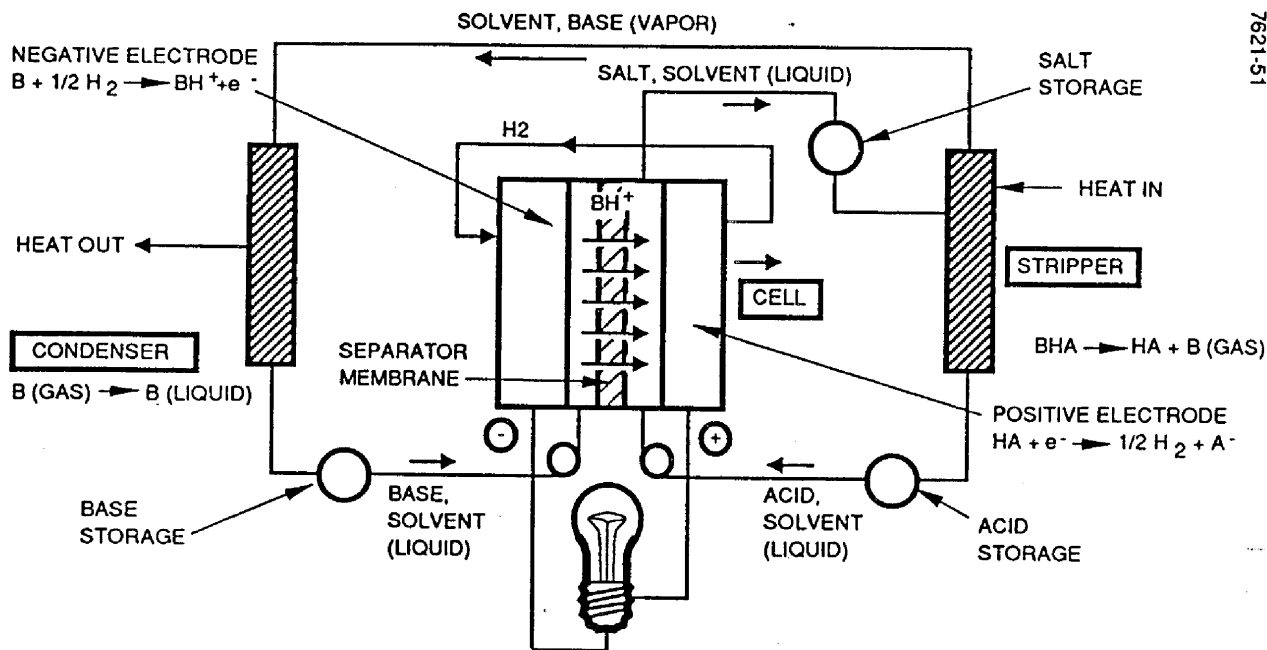 SOLVENT, BASE (VAPOR)
7621-51
NEGATIVE ELECTRODE
B + 1/2 H2 → BH+ + e-
SALT, SOLVENT (LIQUID)
SALT
STORAGE
H2
BH+
HEAT IN
HEAT OUT
STRIPPER
CELL
CONDENSER
B (GAS) → B (LIQUID)
SEPARATOR
MEMBRANE
BHA → HA + B (GAS)
POSITIVE ELECTRODE
HA + e- → 1/2 H2 + A-
-
+
BASE
STORAGE
BASE,
SOLVENT
(LIQUID)
ACID,
SOLVENT
(LIQUID)
ACID
STORAGE